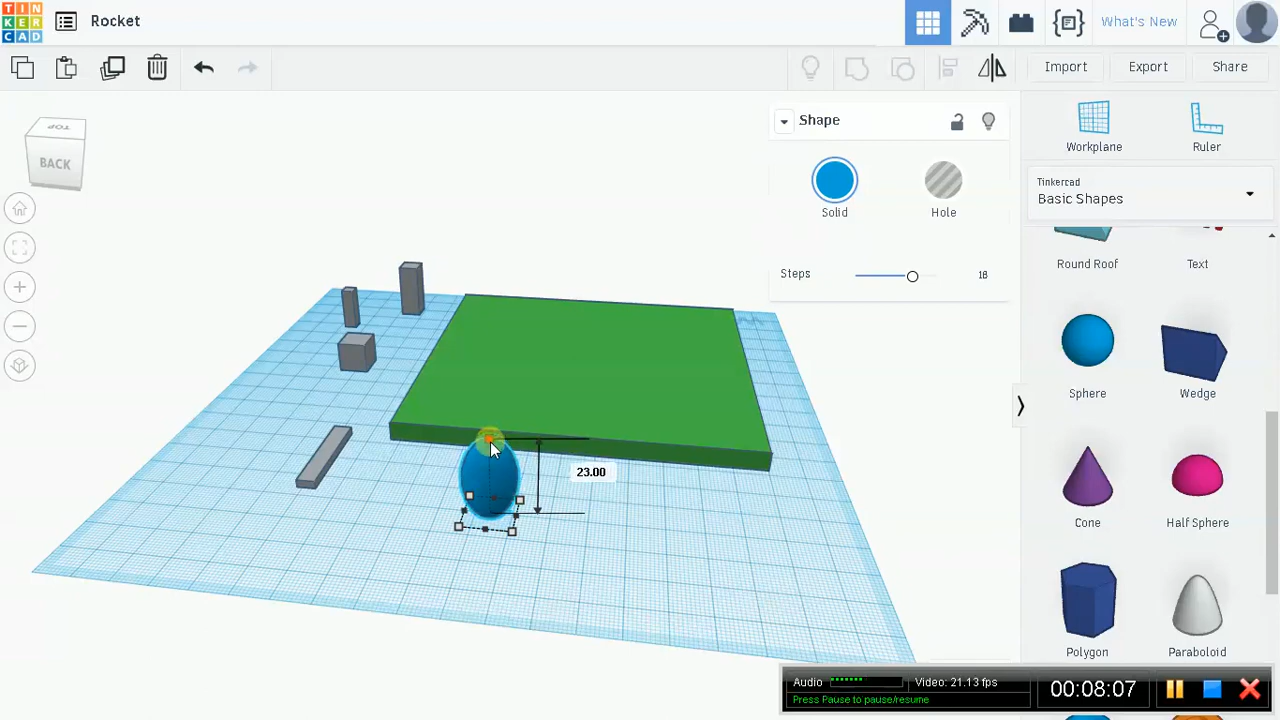 TIN
KER
CAD
Rocket
What's New
Import
Export
Share
TOP
BACK
Shape
Solid
Hole
Steps
18
Workplane
Ruler
Tinkercad
Basic Shapes
Round Roof
Text
Sphere
Wedge
Cone
Half Sphere
Polygon
Paraboloid
23.00
Audio
Video: 21.13 fps
Press Pause to pause/resume
00:08:07